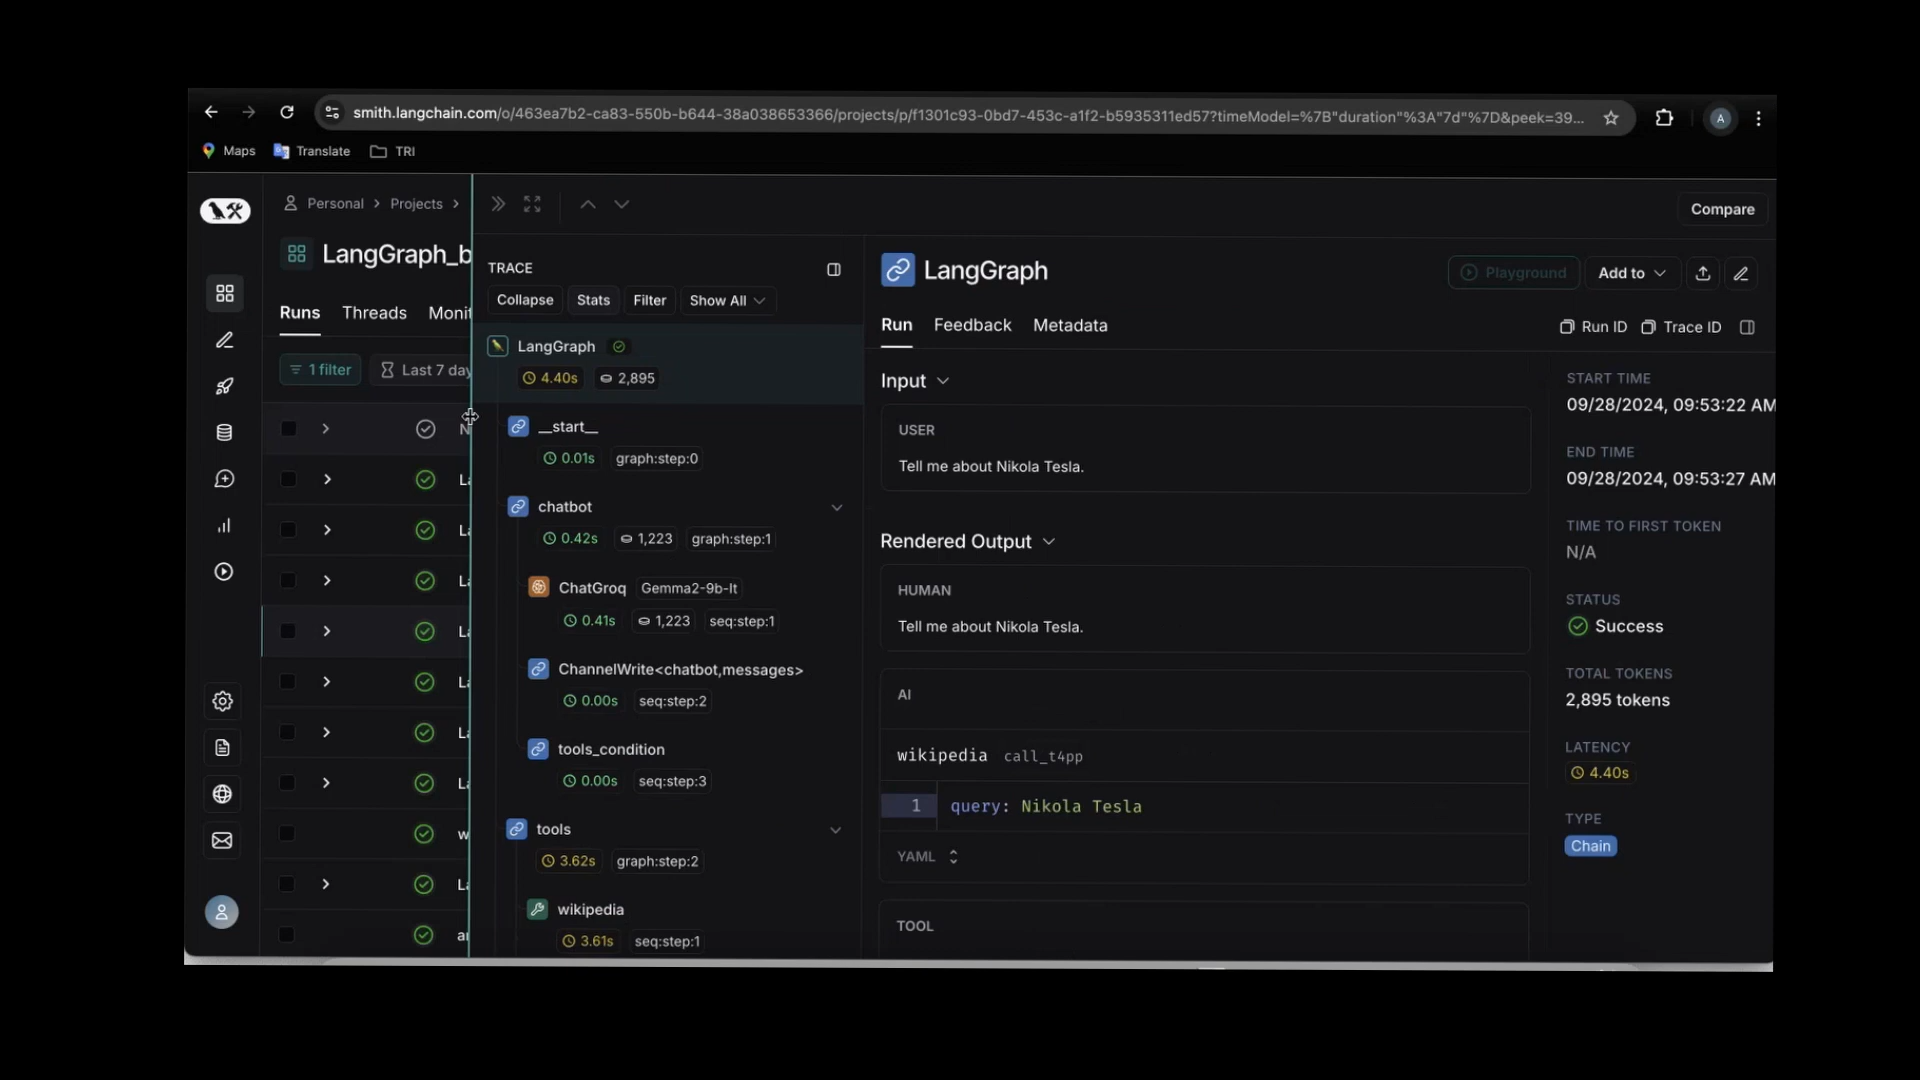 smith.langchain.com/o/463ea7b2-ca83-550b-b644-38a038653366/projects/p/f1301c93-0bd7-453c-a1f2-b5935311ed57?timeModel=%7B"duration"%3A"7d"%7D&peek=39...
A
Maps
Translate
TRI
Personal > Projects >
Compare
LangGraph_b
Runs
Threads
Monit
1 filter
Last 7 day
TRACE
Collapse
Stats
Filter
Show All
LangGraph
4.40s
2,895
__start__
0.01s
graph:step:0
chatbot
0.42s
1,223
graph:step:1
ChatGroq
Gemma2-9b-It
0.41s
1,223
seq:step:1
ChannelWrite<chatbot,messages>
0.00s
seq:step:2
tools_condition
0.00s
seq:step:3
tools
3.62s
graph:step:2
wikipedia
3.61s
seq:step:1
LangGraph
Playground
Add to
Run
Feedback
Metadata
Run ID
Trace ID
Input
USER
Tell me about Nikola Tesla.
Rendered Output
HUMAN
Tell me about Nikola Tesla.
AI
wikipedia call_t4pp
1 query: Nikola Tesla
YAML
TOOL
START TIME
09/28/2024, 09:53:22 AM
END TIME
09/28/2024, 09:53:27 AM
TIME TO FIRST TOKEN
N/A
STATUS
Success
TOTAL TOKENS
2,895 tokens
LATENCY
4.40s
TYPE
Chain